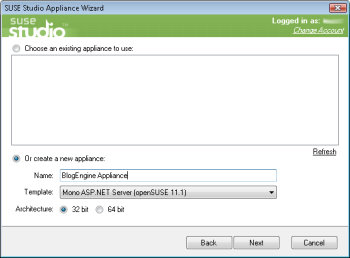 SUSE Studio Appliance Wizard
suse
studio
Logged in as:
Change Account
Choose an existing appliance to use:
Refresh
Or create a new appliance:
Name: BlogEngine Appliance
Template: Mono ASP.NET Server (openSUSE 11.1)
Architecture: 32 bit 64 bit
Back Next Cancel